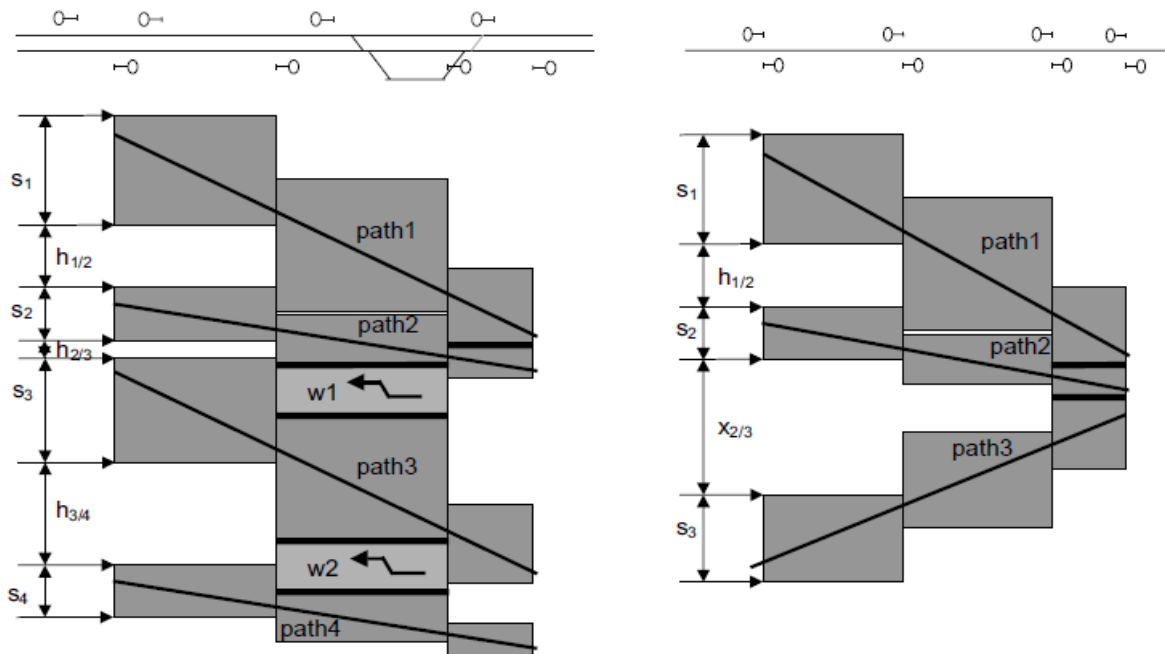 s1
path1
h1/2
s2
path2
h2/3
s3
w1
path3
h3/4
w2
s4
path4
s1
path1
h1/2
s2
path2
x2/3
path3
s3